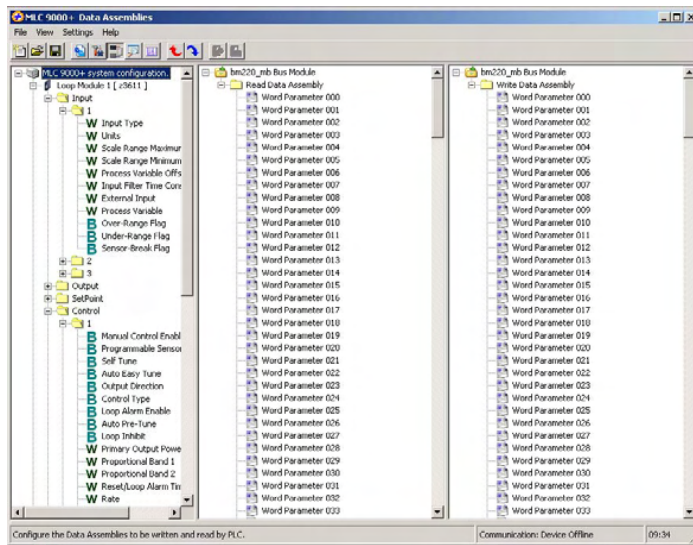 MLC 9000+ Data Assemblies
File View Settings Help
MLC 9000+ system configuration.
Loop Module 1 [ z3611 ]
Input
1
W Input Type
W Units
W Scale Range Maximur
W Scale Range Minimum
W Process Variable Offs
W Input Filter Time Cons
W External Input
W Process Variable
B Over-Range Flag
B Under-Range Flag
B Sensor-Break Flag
2
3
Output
SetPoint
Control
1
B Manual Control Enabl
B Programmable Sensor
B Self Tune
B Auto Easy Tune
B Output Direction
B Control Type
B Loop Alarm Enable
B Auto Pre-Tune
B Loop Inhibit
W Primary Output Powe
W Proportional Band 1
W Proportional Band 2
W Reset/Loop Alarm Tim
W Rate
bm220_mb Bus Module
Read Data Assembly
Word Parameter 000
Word Parameter 001
Word Parameter 002
Word Parameter 003
Word Parameter 004
Word Parameter 005
Word Parameter 006
Word Parameter 007
Word Parameter 008
Word Parameter 009
Word Parameter 010
Word Parameter 011
Word Parameter 012
Word Parameter 013
Word Parameter 014
Word Parameter 015
Word Parameter 016
Word Parameter 017
Word Parameter 018
Word Parameter 019
Word Parameter 020
Word Parameter 021
Word Parameter 022
Word Parameter 023
Word Parameter 024
Word Parameter 025
Word Parameter 026
Word Parameter 027
Word Parameter 028
Word Parameter 029
Word Parameter 030
Word Parameter 031
Word Parameter 032
Word Parameter 033
bm220_mb Bus Module
Write Data Assembly
Word Parameter 000
Word Parameter 001
Word Parameter 002
Word Parameter 003
Word Parameter 004
Word Parameter 005
Word Parameter 006
Word Parameter 007
Word Parameter 008
Word Parameter 009
Word Parameter 010
Word Parameter 011
Word Parameter 012
Word Parameter 013
Word Parameter 014
Word Parameter 015
Word Parameter 016
Word Parameter 017
Word Parameter 018
Word Parameter 019
Word Parameter 020
Word Parameter 021
Word Parameter 022
Word Parameter 023
Word Parameter 024
Word Parameter 025
Word Parameter 026
Word Parameter 027
Word Parameter 028
Word Parameter 029
Word Parameter 030
Word Parameter 031
Word Parameter 032
Word Parameter 033
Configure the Data Assemblies to be written and read by PLC.
Communication: Device Offline
09:34